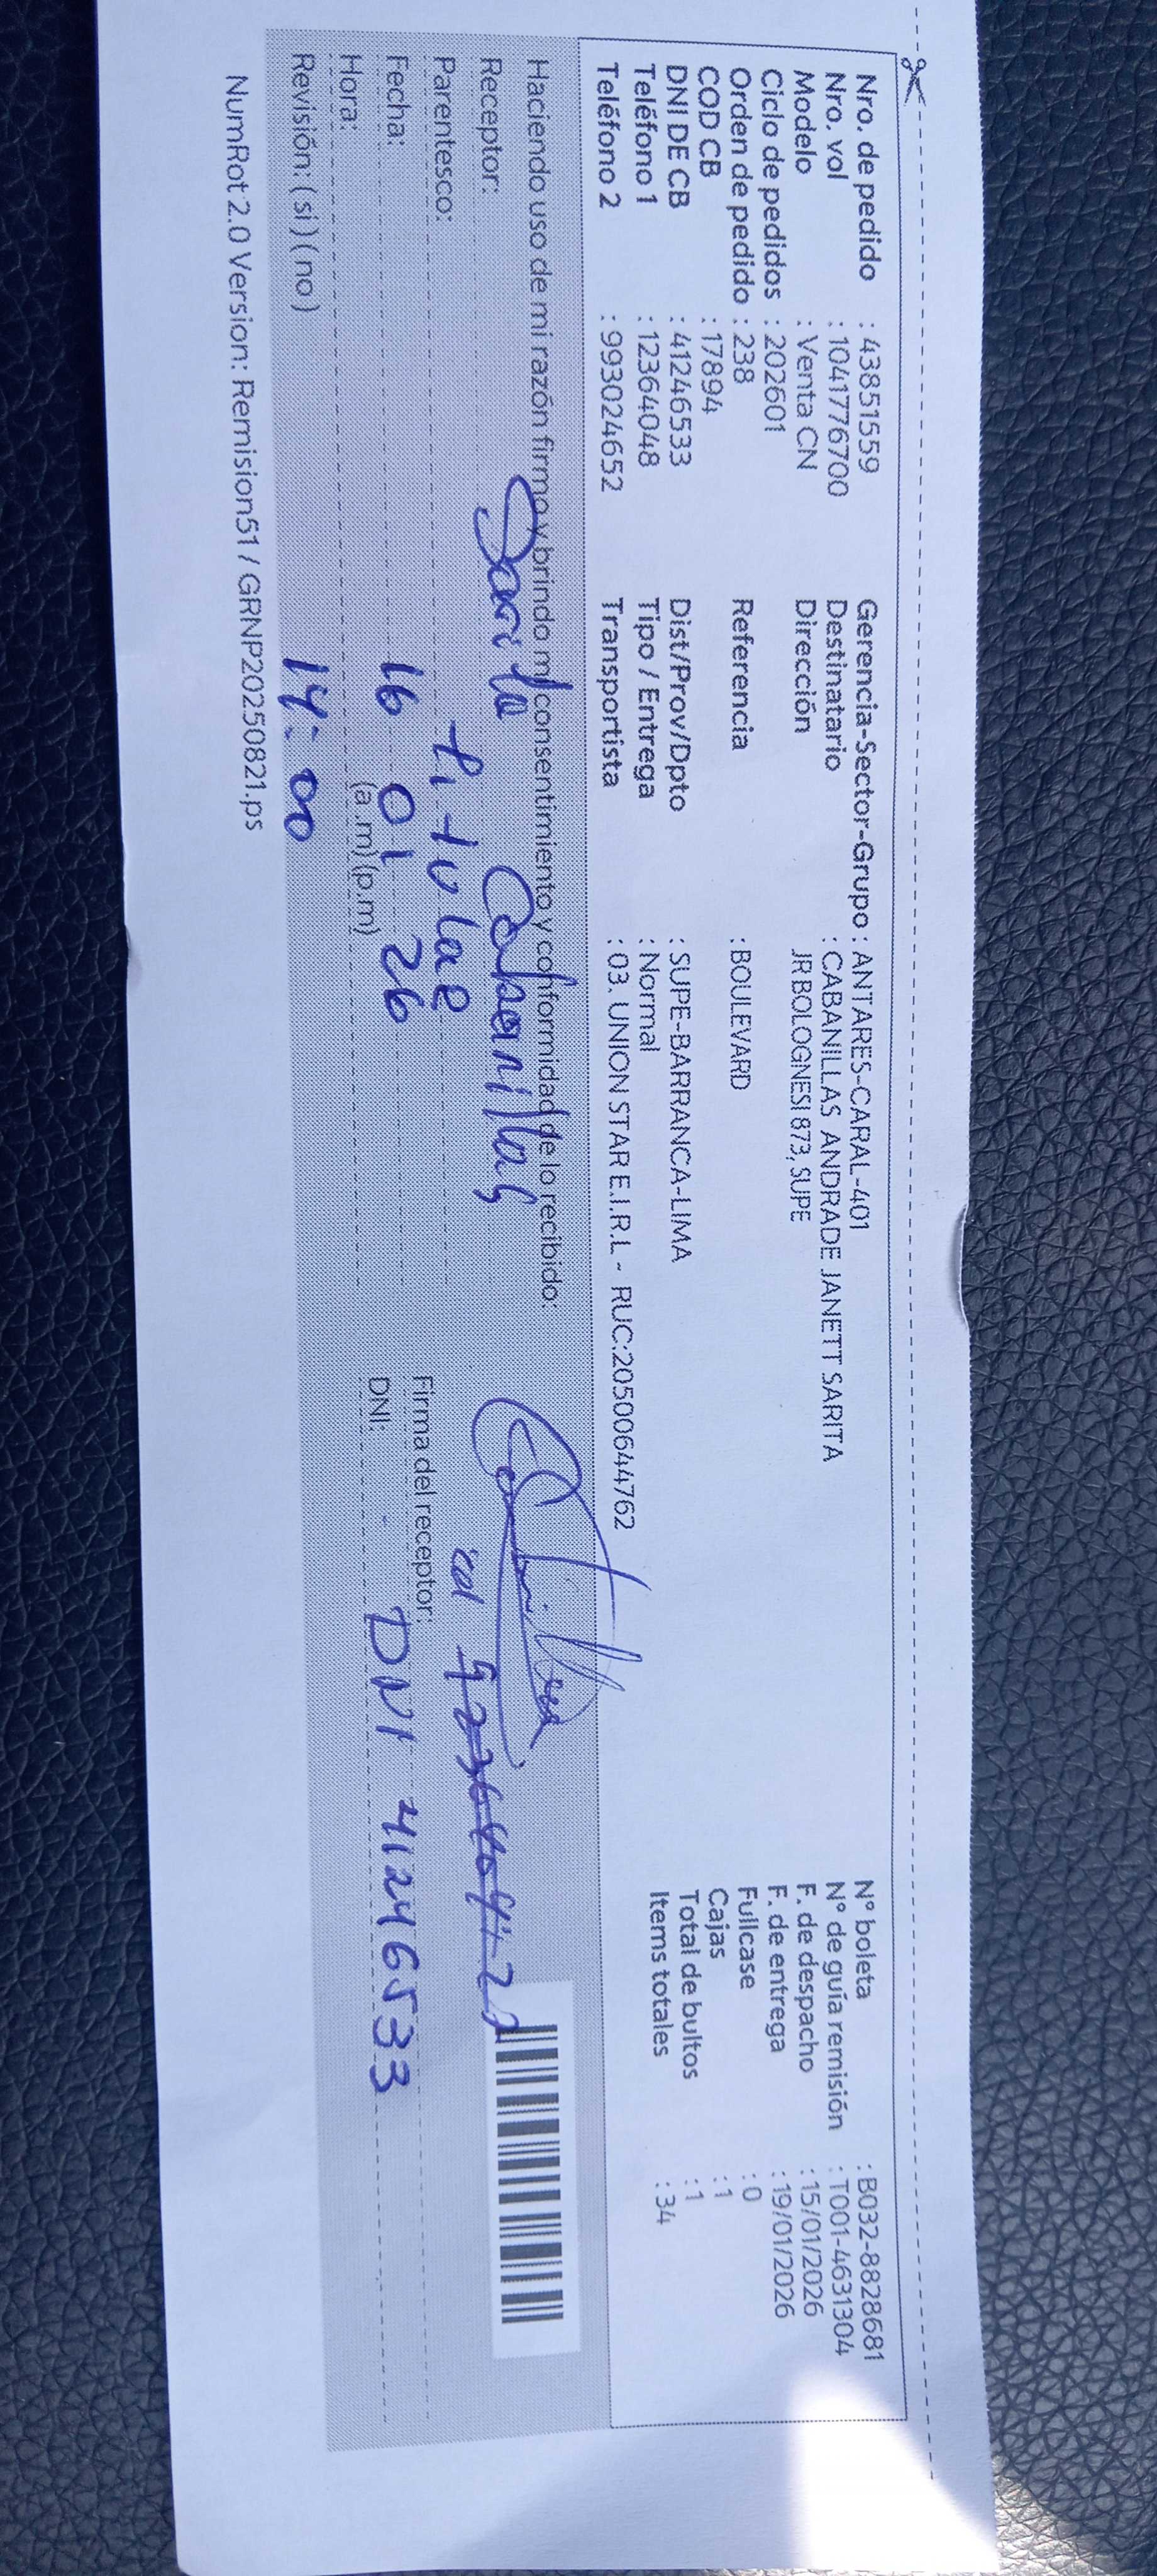 Nro. de pedido : 43851559 Gerencia-Sector-Grupo : ANTARES-CARAL-401 N° boleta : B032-8828681
Nro. vol : 1041776700 Destinatario : CABANILLAS ANDRADE JANETT SARITA N° de guía remisión : T001-4631304
Modelo : Venta CN Dirección JR BOLOGNESI 873, SUPE F. de despacho : 15/01/2026
Ciclo de pedidos : 202601 F. de entrega : 19/01/2026
Orden de pedido : 238 Referencia : BOULEVARD Fullcase : 0
COD CB : 17894 Cajas : 1
DNI DE CB : 41246533 Dist/Prov/Dpto : SUPE-BARRANCA-LIMA Total de bultos : 1
Teléfono 1 : 12364048 Tipo / Entrega : Normal Items totales : 34
Teléfono 2 : 993024652 Transportista : 03. UNION STAR E.I.R.L - RUC:20500644762
Haciendo uso de mi razón firmo y brindo mi consentimiento y conformidad de lo recibido:
Receptor: Sarita Cabanillas
Parentesco: titular Firma del receptor:
Fecha: 16 01 26 DNI: DNI 41246533
Hora: (a.m) (p.m)
Revisión: (si) (no) 14:00
NumRot2.0 Version: Remision51 / GRNP20250821.ps